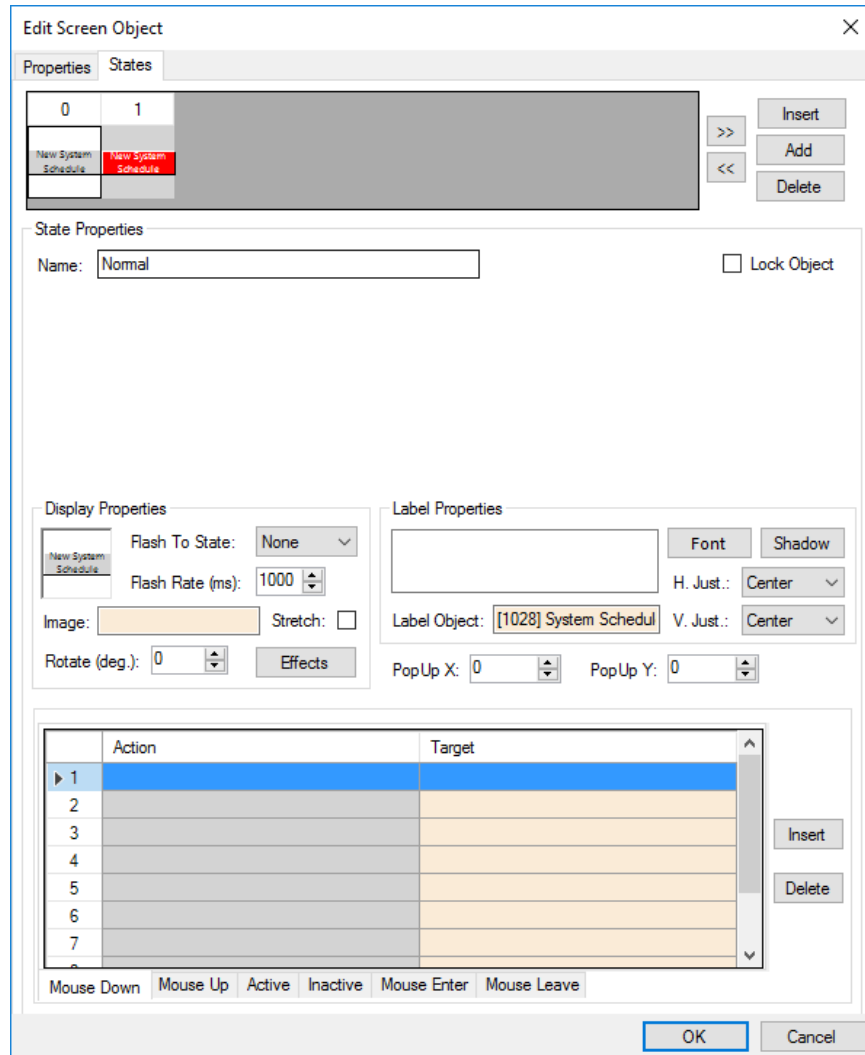 Edit Screen Object
Properties States
0 1
New System New System
Schedule Schedule
>>
<<
Insert
Add
Delete
State Properties
Name: Normal
Lock Object
Display Properties
New System
Schedule
Flash To State: None
Flash Rate (ms): 1000
Image:
Stretch:
Rotate (deg.): 0
Effects
Label Properties
Font Shadow
H. Just.: Center
Label Object: [1028] System Schedul
V. Just.: Center
PopUp X: 0 PopUp Y: 0
Action Target
1
2
3
4
5
6
7
Insert
Delete
Mouse Down Mouse Up Active Inactive Mouse Enter Mouse Leave
OK Cancel